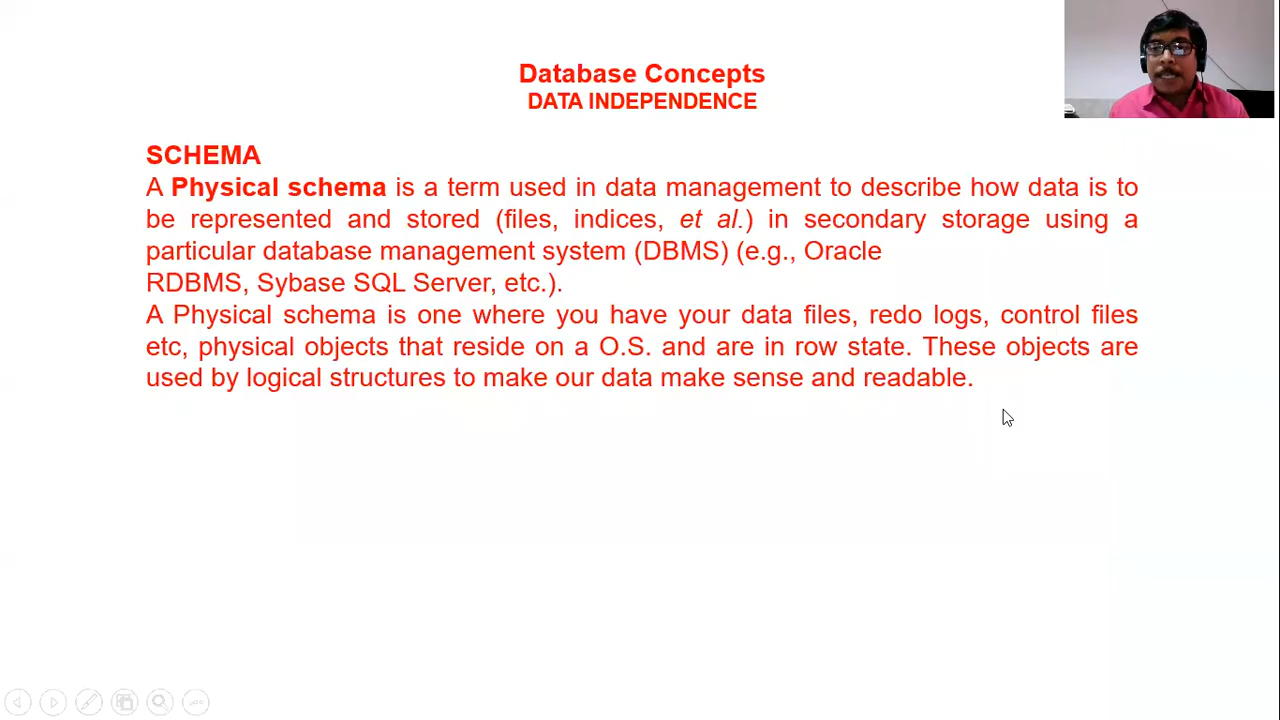 Database Concepts
DATA INDEPENDENCE
SCHEMA
A Physical schema is a term used in data management to describe how data is to
be represented and stored (files, indices, et al.) in secondary storage using a
particular database management system (DBMS) (e.g., Oracle
RDBMS, Sybase SQL Server, etc.).
A Physical schema is one where you have your data files, redo logs, control files
etc, physical objects that reside on a O.S. and are in row state. These objects are
used by logical structures to make our data make sense and readable.